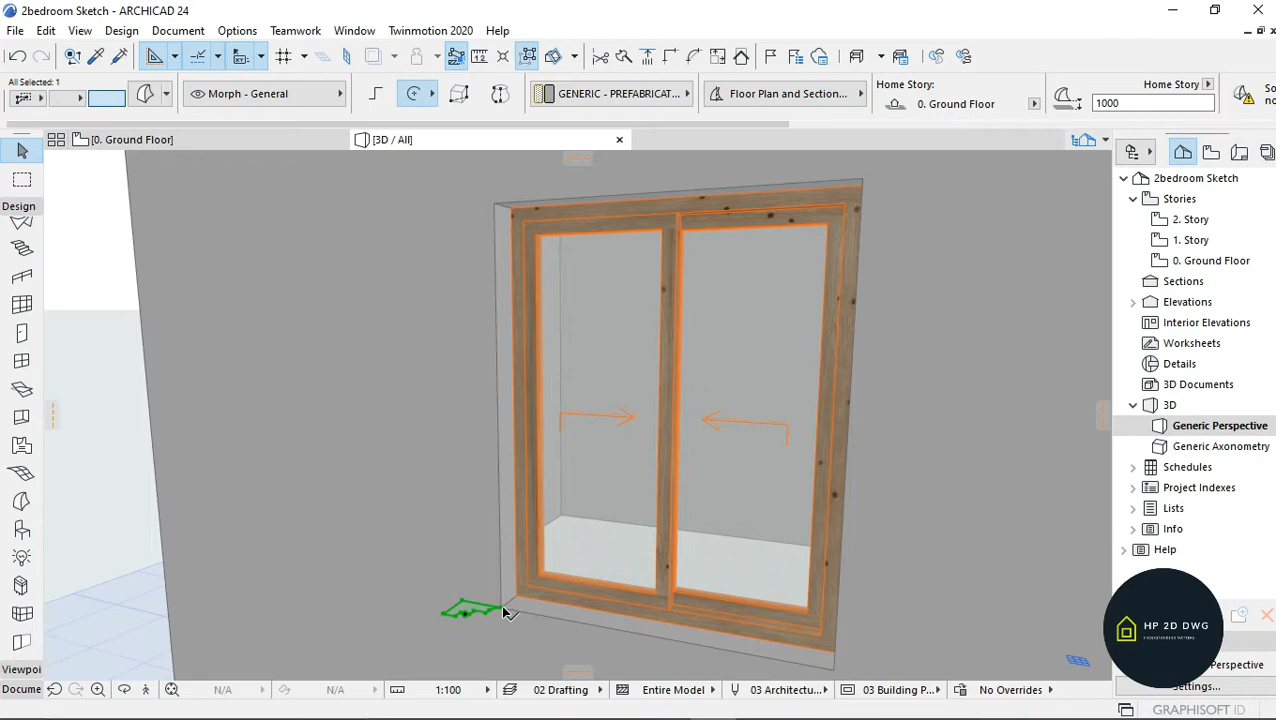 2bedroom Sketch - ARCHICAD 24
File Edit View Design Document Options Teamwork Window Twinmotion 2020 Help
All Selected: 1
Morph - General
GENERIC - PREFABRICAT...
Floor Plan and Section...
Home Story:
0. Ground Floor
Home Story
1000
So
no
[0. Ground Floor]
[3D / All]
Design
2bedroom Sketch
Stories
2. Story
1. Story
0. Ground Floor
Sections
Elevations
Interior Elevations
Worksheets
Details
3D Documents
3D
Generic Perspective
Generic Axonometry
Schedules
Project Indexes
Lists
Info
Help
HP 2D DWG
Perspective
Settings...
Viewpoi
Docume
N/A
N/A
1:100
02 Drafting
Entire Model
03 Architectu...
03 Building P...
No Overrides
GRAPHISOFT ID